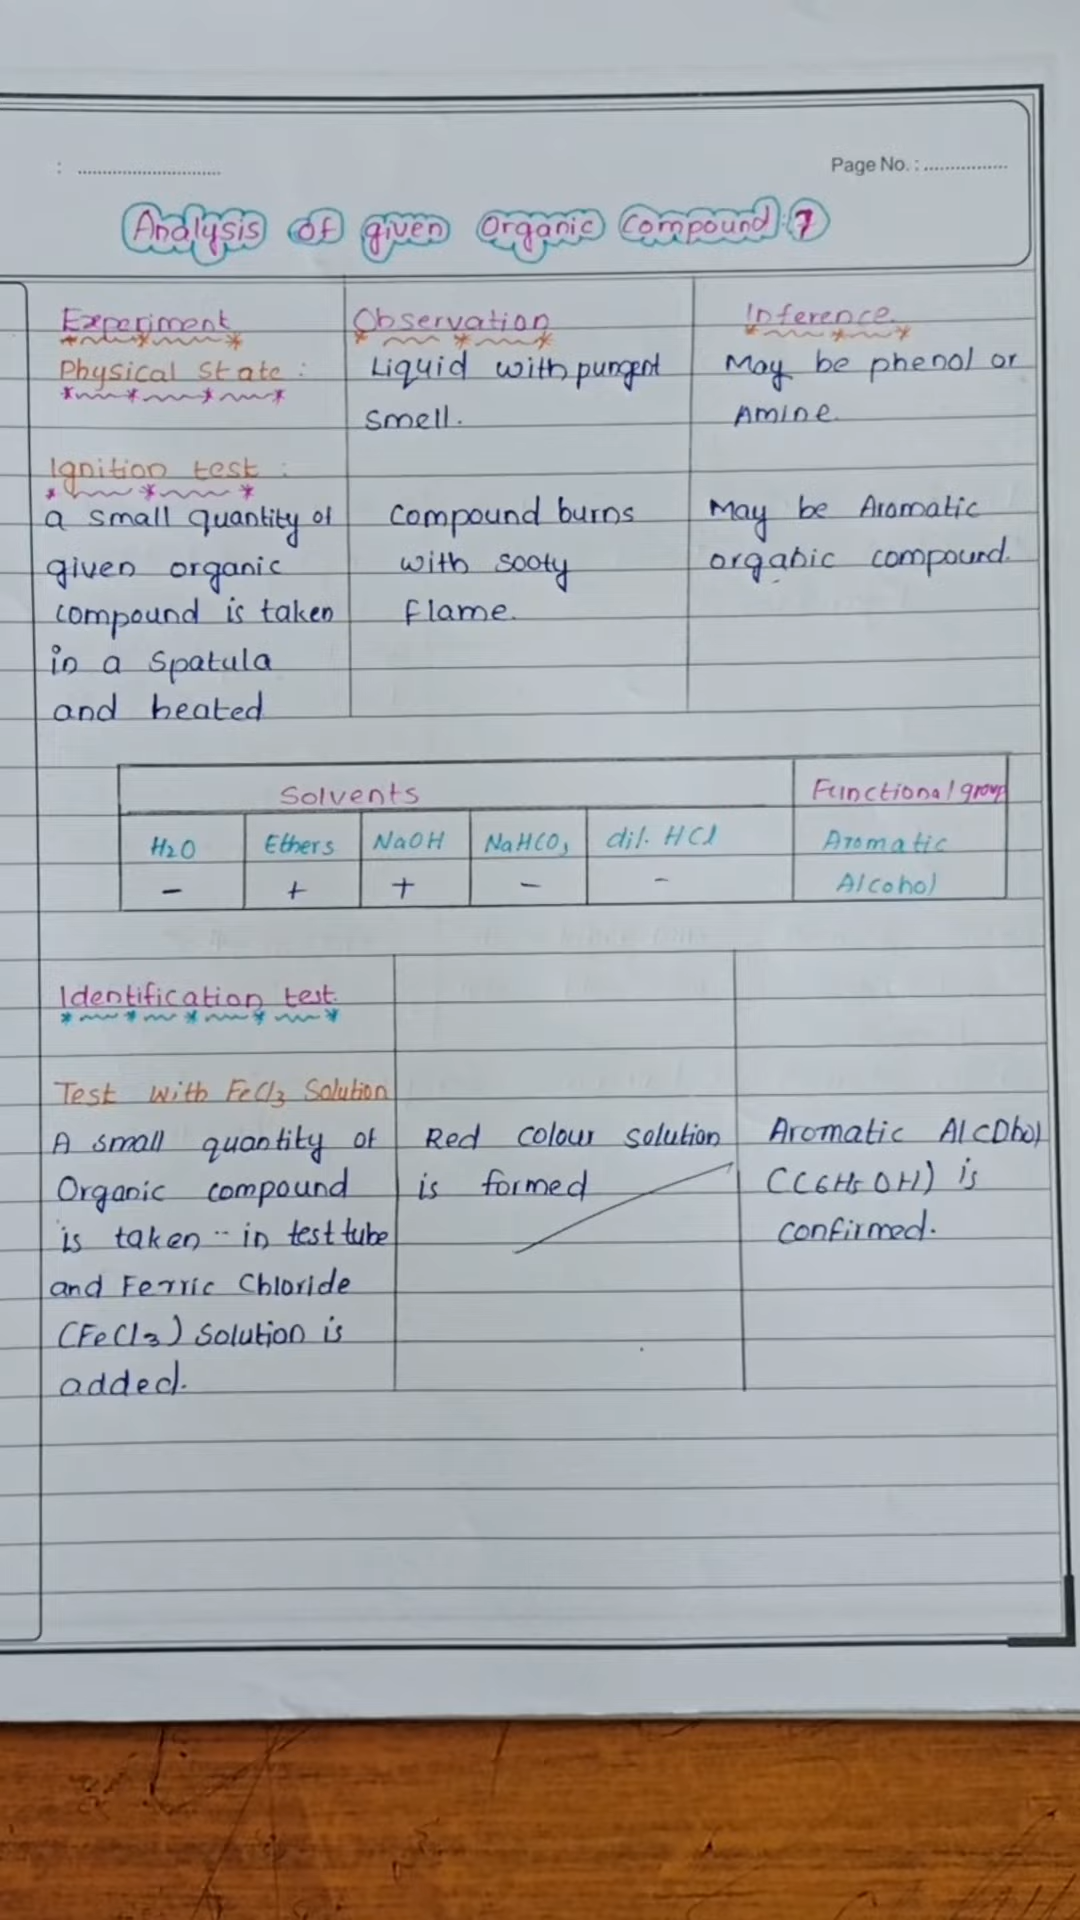 : ............................
Page No. : ................
Analysis of given Organic Compound 7
Experiment Observation Inference
Physical State : Liquid with pungent May be phenol or
smell. Amine.
Ignition test :
a small quantity of compound burns May be Aromatic
given organic with sooty organic compound.
compound is taken flame.
in a spatula
and heated
Solvents Functional group
H2O Ethers NaOH NaHCO3 dil. HCl Aromatic
- + + - - Alcohol
Identification test.
Test with FeCl3 Solution
A small quantity of Red colour solution Aromatic Alcohol
Organic compound is formed (C6H5OH) is
is taken in test tube confirmed.
and Ferric Chloride
(FeCl3) Solution is
added.